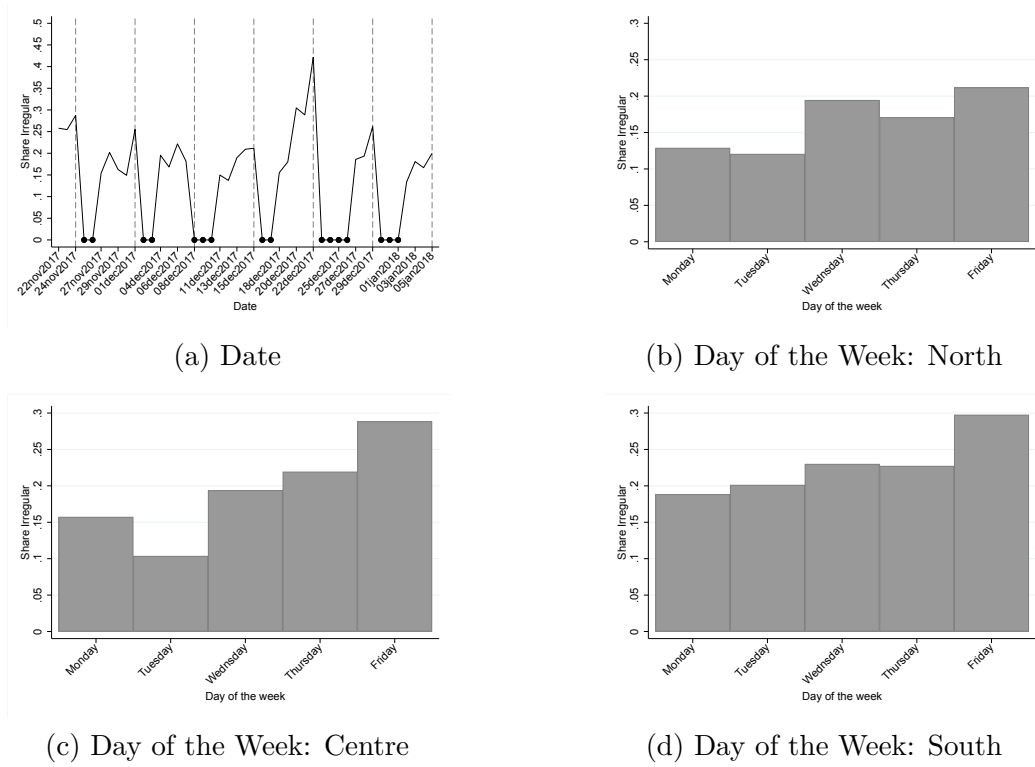 Share Irregular
.5
.45
.4
.35
.3
.25
.2
.15
.1
.05
0
22nov2017
24nov2017
27nov2017
29nov2017
01dec2017
04dec2017
06dec2017
08dec2017
11dec2017
13dec2017
15dec2017
18dec2017
20dec2017
22dec2017
25dec2017
27dec2017
29dec2017
01jan2018
03jan2018
05jan2018
Date
(a) Date
Share Irregular
.3
.25
.2
.15
.1
.05
0
Monday
Tuesday
Wednsday
Thursday
Friday
Day of the week
(b) Day of the Week: North
Share Irregular
.3
.25
.2
.15
.1
.05
0
Monday
Tuesday
Wednsday
Thursday
Friday
Day of the week
(c) Day of the Week: Centre
Share Irregular
.3
.25
.2
.15
.1
.05
0
Monday
Tuesday
Wednsday
Thursday
Friday
Day of the week
(d) Day of the Week: South